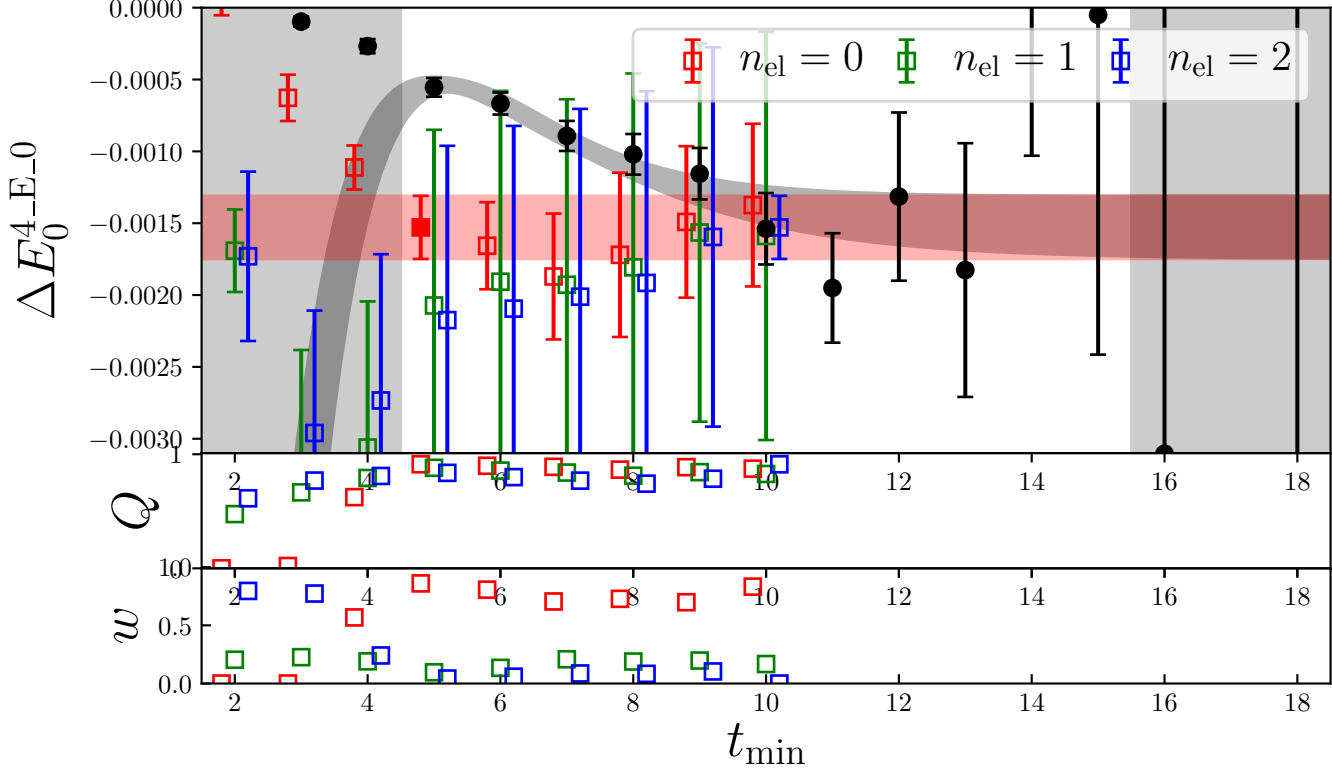 0.0000
−0.0005
−0.0010
−0.0015
−0.0020
−0.0025
−0.0030
ΔE₀^{4_E_0}
n_el = 0
n_el = 1
n_el = 2
1
Q
2 4 6 8 10 12 14 16 18
0
1.0
0.5
0.0
w
2 4 6 8 10 12 14 16 18
2 4 6 8 10 12 14 16 18
t_min